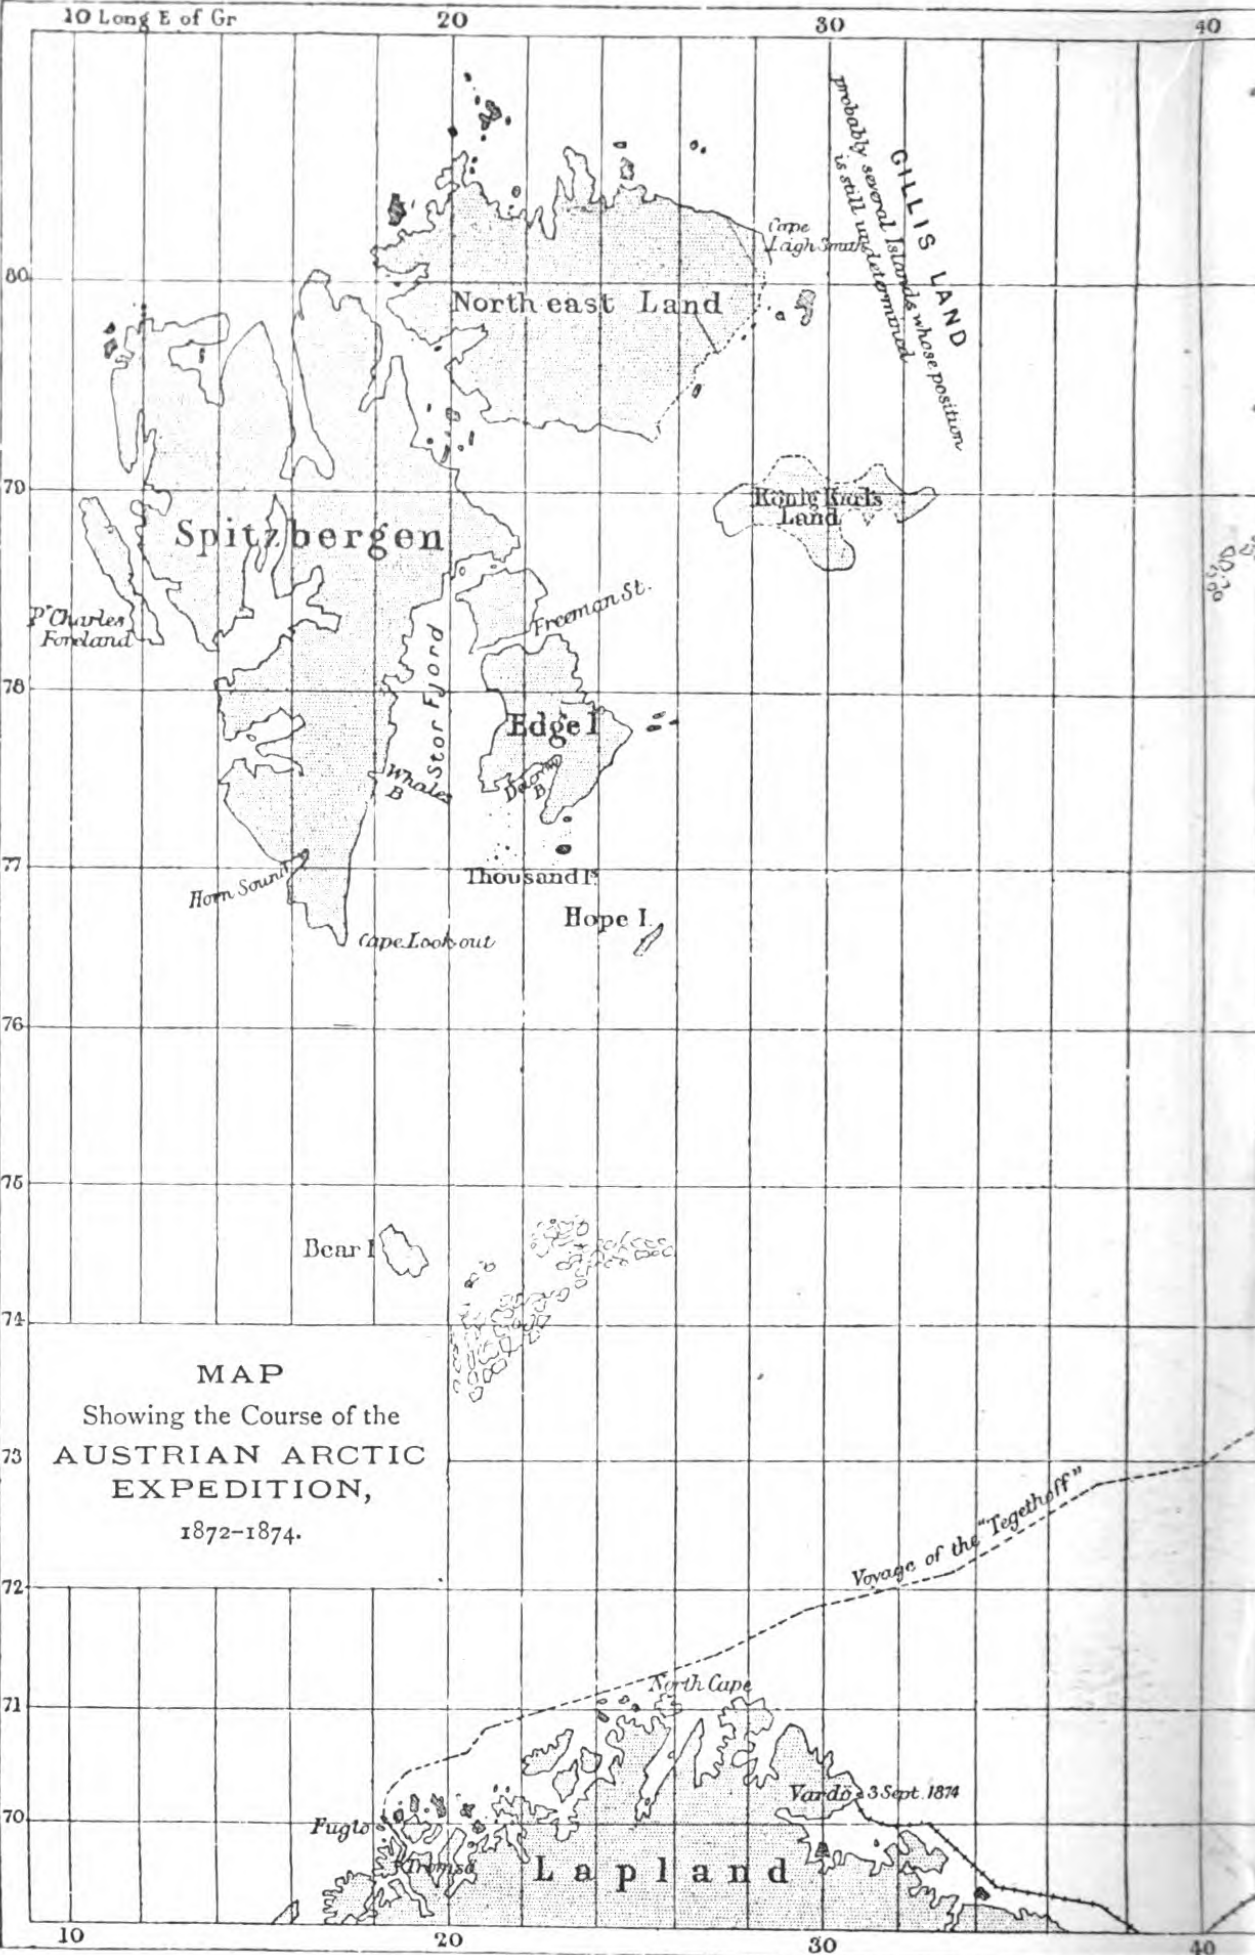 10 Long E of Gr
20
30
40
GILLIS LAND
probably several Islands whose position
is still undetermined
Cape
Leigh Smith
80
North east Land
79
König Karls
Land
Spitzbergen
Pᵉ Charles
Foreland
Freeman St.
78
Stor Fjord
Edge I
Whales
B
B
77
Horn Sound
Thousand Iˢ
Hope I.
Cape Look out
76
75
Bear I
74
MAP
Showing the Course of the
AUSTRIAN ARCTIC
EXPEDITION,
1872–1874.
73
Voyage of the "Tegethoff"
72
North Cape
71
Vardö 3 Sept. 1874
70
Fuglö
Tromsö
Lapland
10
20
30
40